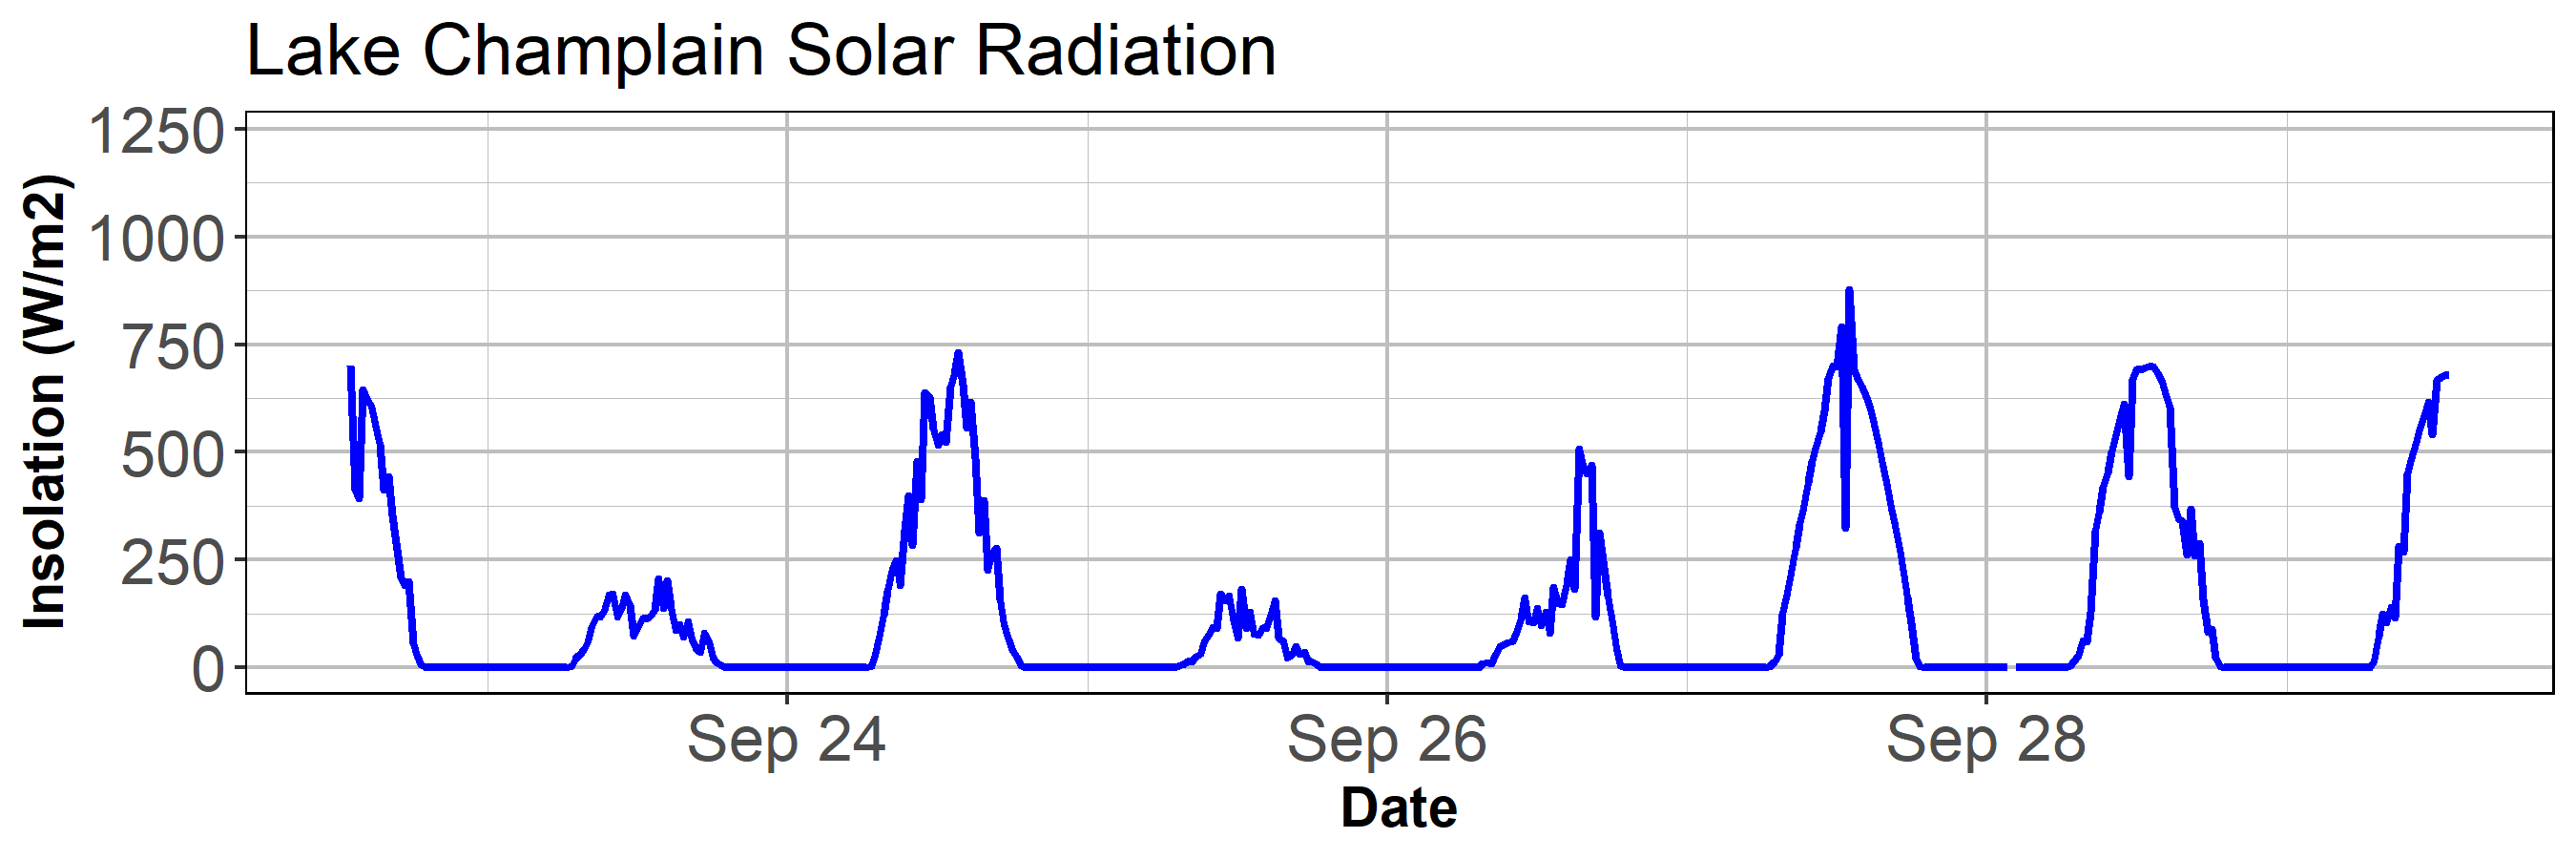 Lake Champlain Solar Radiation
Insolation (W/m2)
1250
1000
750
500
250
0
Sep 24 Sep 26 Sep 28
Date